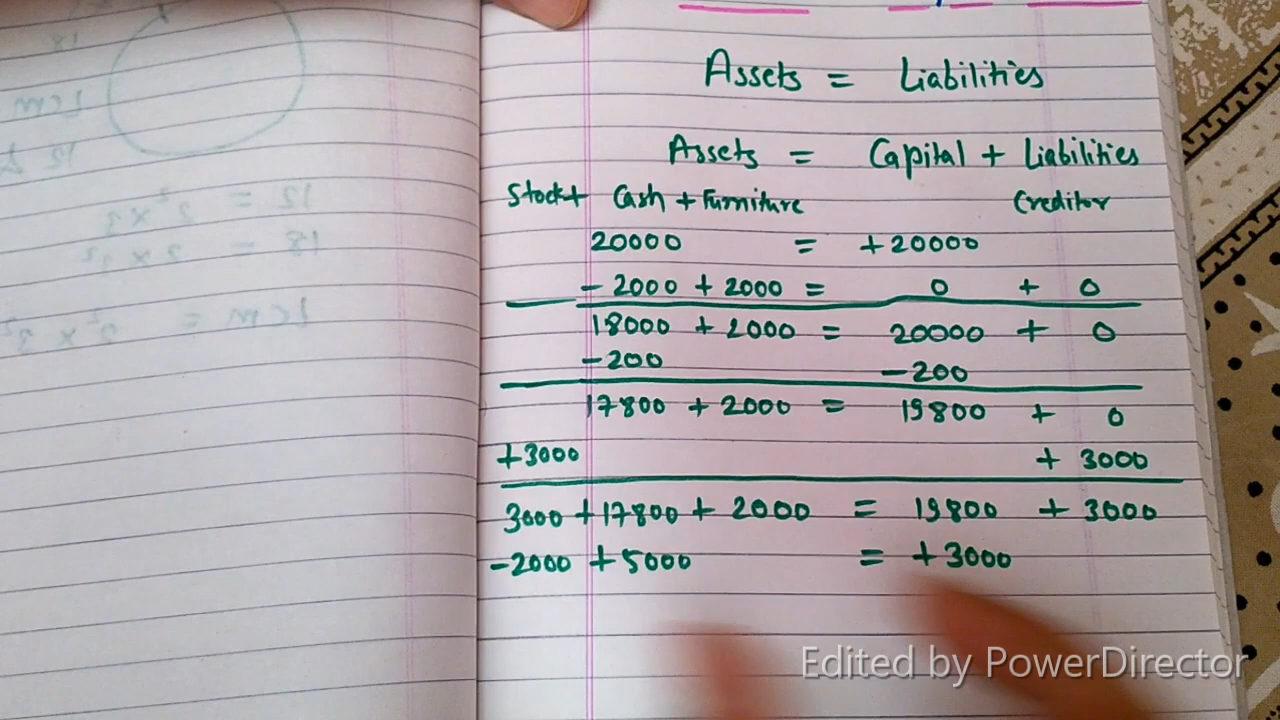 Assets = Liabilities
Assets = Capital + Liabilities
Stock + Cash + Furniture Creditor
20000 = +20000
- 2000 + 2000 = 0 + 0
18000 + 2000 = 20000 + 0
-200 -200
17800 + 2000 = 19800 + 0
+3000 + 3000
3000 + 17800 + 2000 = 19800 + 3000
-2000 + 5000 = +3000
Edited by PowerDirector